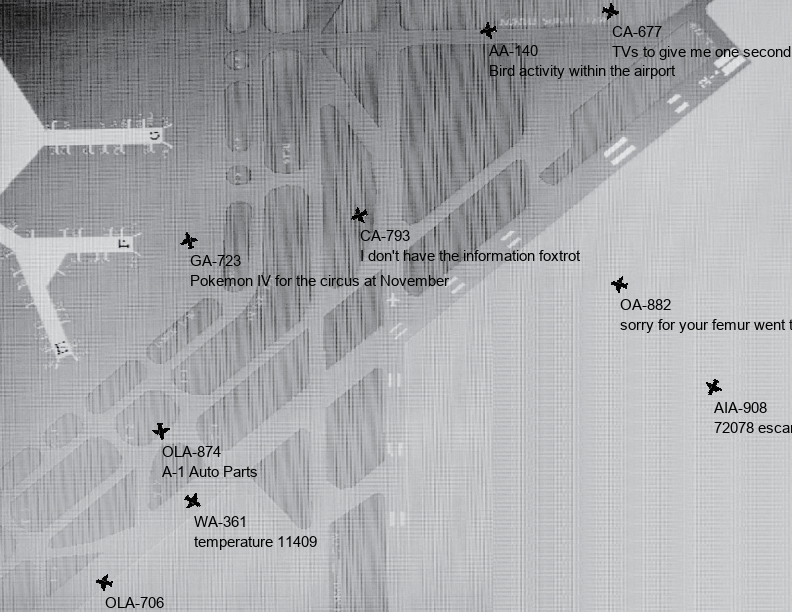 CA-677
TVs to give me one second
AA-140
Bird activity within the airport
G
CA-793
I don't have the information foxtrot
F
GA-723
Pokemon IV for the circus at November
OA-882
sorry for your femur went
E
AIA-908
72078
OLA-874
A-1 Auto Parts
WA-361
temperature 11409
OLA-706